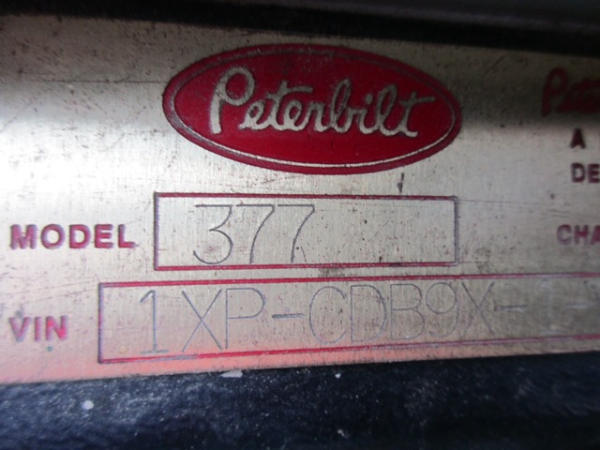 Peterbilt
A
DE
MODEL 377
CHA
VIN 1XP-CDB9X-